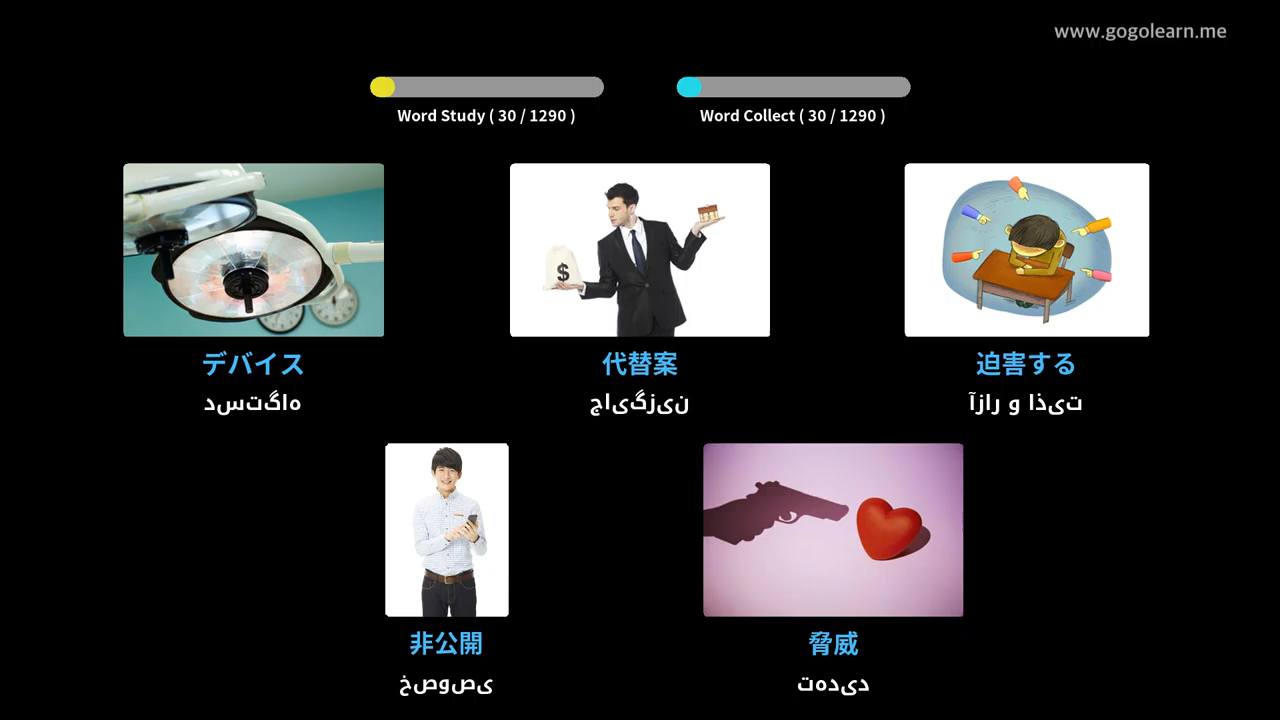 www.gogolearn.me
Word Study ( 30 / 1290 )
Word Collect ( 30 / 1290 )
$
デバイス
دستگاه
代替案
جایگزین
迫害する
آزار و اذیت
非公開
خصوصی
脅威
تهدید